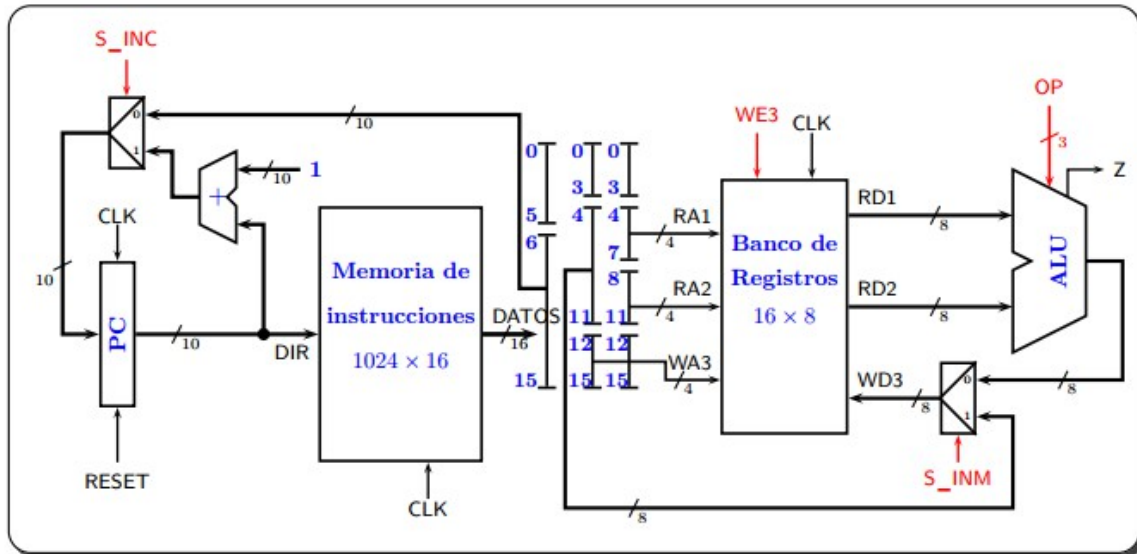 S_INC
0
1
10
1
10
+
CLK
10
PC
10
DIR
RESET
Memoria de
instrucciones
1024 × 16
CLK
DATOS
16
0
5
6
15
0
3
4
11
12
15
0
3
4
7
8
11
12
15
RA1
4
RA2
4
WA3
4
WE3
CLK
Banco de
Registros
16 × 8
RD1
8
RD2
8
WD3
8
OP
3
Z
ALU
8
0
1
S_INM
8